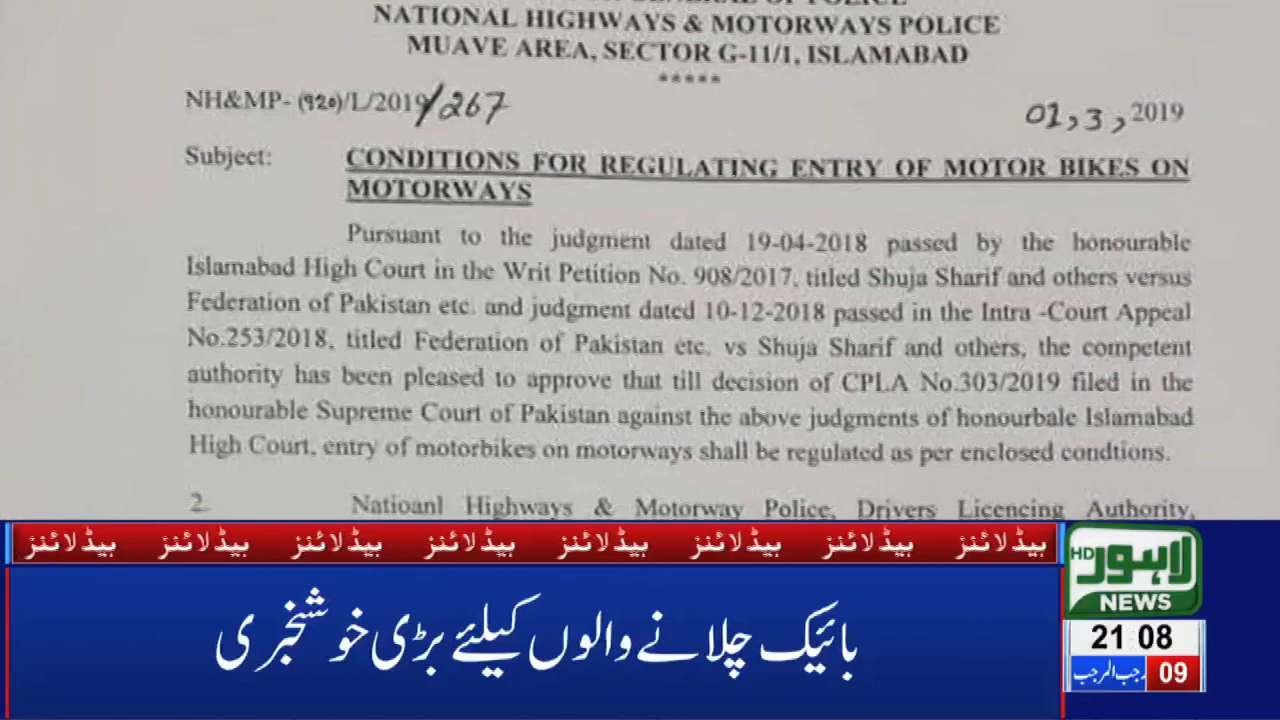 NATIONAL HIGHWAYS & MOTORWAYS POLICE
MUAVE AREA, SECTOR G-11/1, ISLAMABAD
*****
NH&MP- (920)/L/2019/267
01,3,2019
Subject: CONDITIONS FOR REGULATING ENTRY OF MOTOR BIKES ON
MOTORWAYS
Pursuant to the judgment dated 19-04-2018 passed by the honourable
Islamabad High Court in the Writ Petition No. 908/2017, titled Shuja Sharif and others versus
Federation of Pakistan etc. and judgment dated 10-12-2018 passed in the Intra -Court Appeal
No.253/2018, titled Federation of Pakistan etc. vs Shuja Sharif and others, the competent
authority has been pleased to approve that till decision of CPLA No.303/2019 filed in the
honourable Supreme Court of Pakistan against the above judgments of honourbale Islamabad
High Court, entry of motorbikes on motorways shall be regulated as per enclosed condtions.
2. Natioanl Highways & Motorway Police, Drivers Licencing Authority,
ہیڈلائنز ہیڈلائنز ہیڈلائنز ہیڈلائنز ہیڈلائنز ہیڈلائنز ہیڈلائنز ہیڈلائنز
بائیک چلانے والوں کیلئے بڑی خوشخبری
HD
لاہور
NEWS
21 08
09 رجب المرجب